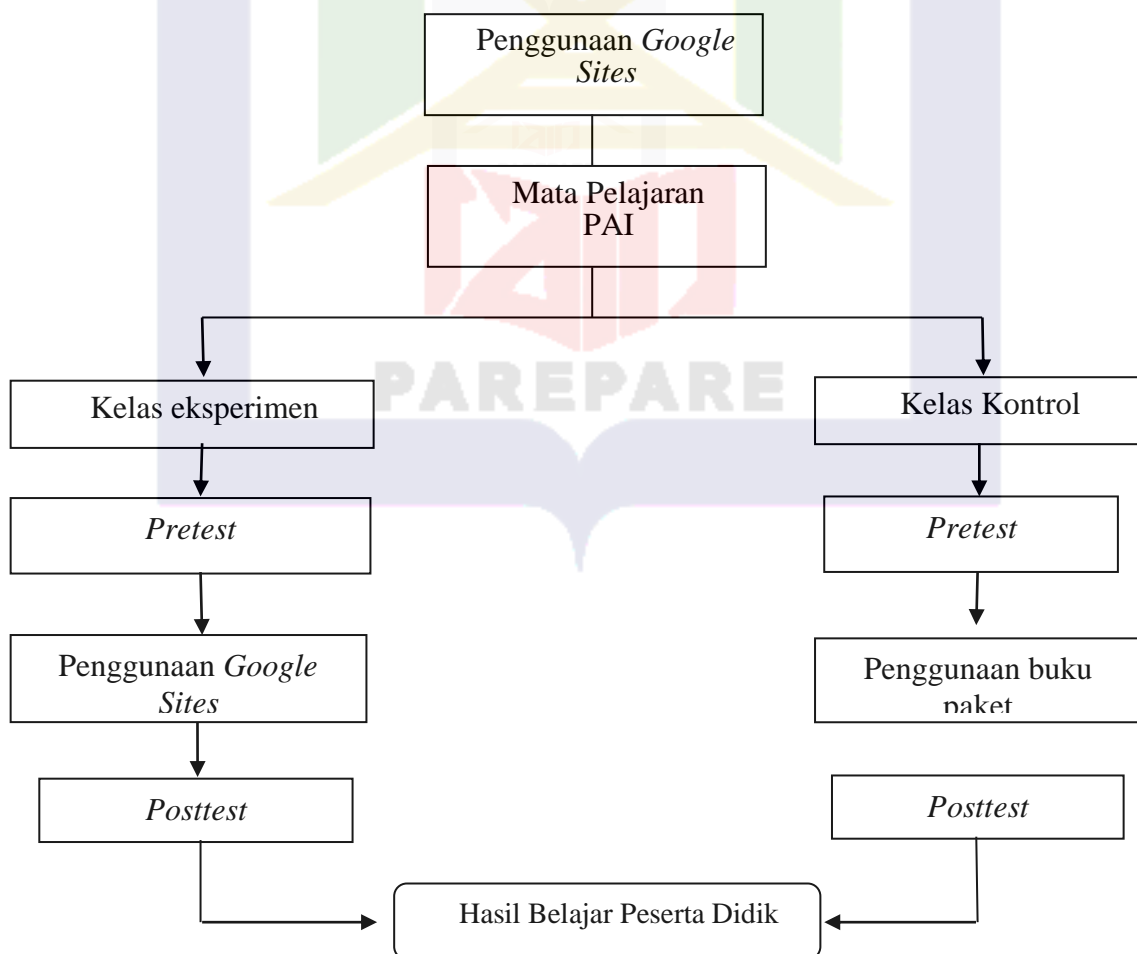 Penggunaan Google
Sites
Mata Pelajaran
PAI
PAREPARE
Kelas eksperimen
Kelas Kontrol
Pretest
Pretest
Penggunaan Google
Sites
Penggunaan buku
paket
Posttest
Posttest
Hasil Belajar Peserta Didik